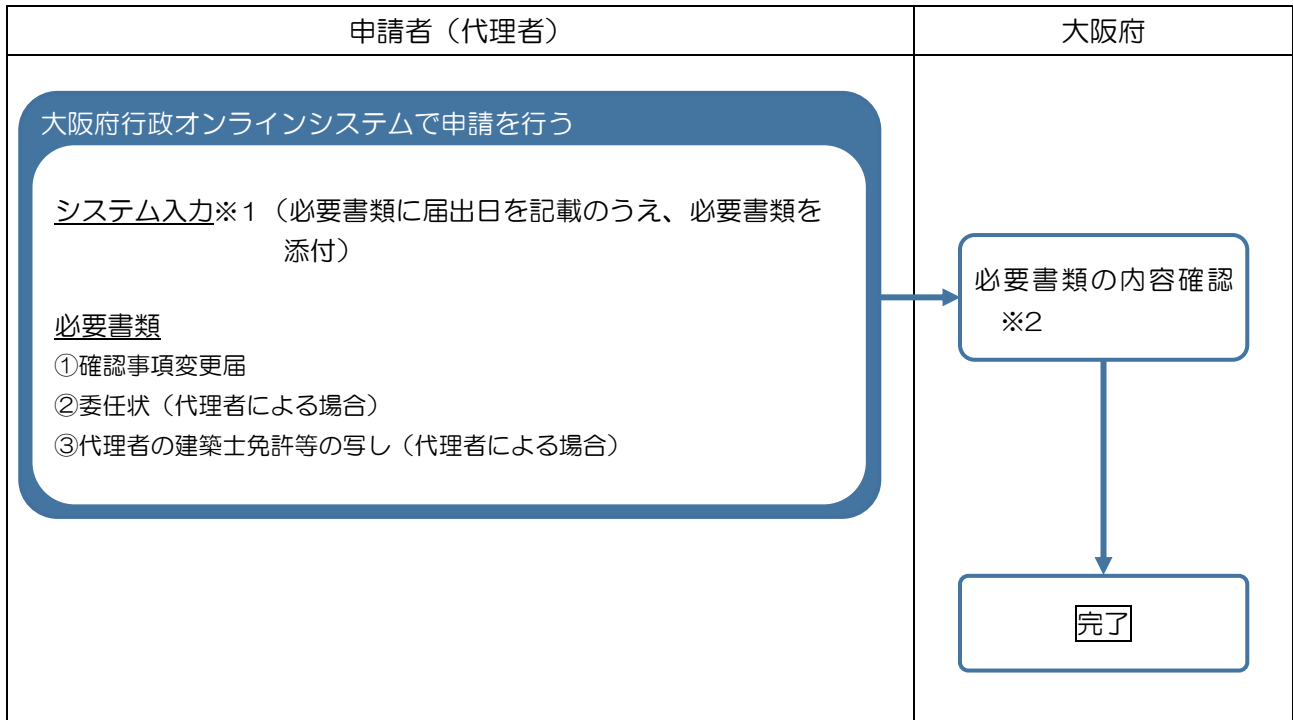 申請者（代理者）
大阪府
大阪府行政オンラインシステムで申請を行う
システム入力※１（必要書類に届出日を記載のうえ、必要書類を
添付）
必要書類
①確認事項変更届
②委任状（代理者による場合）
③代理者の建築士免許等の写し（代理者による場合）
必要書類の内容確認
※2
完了